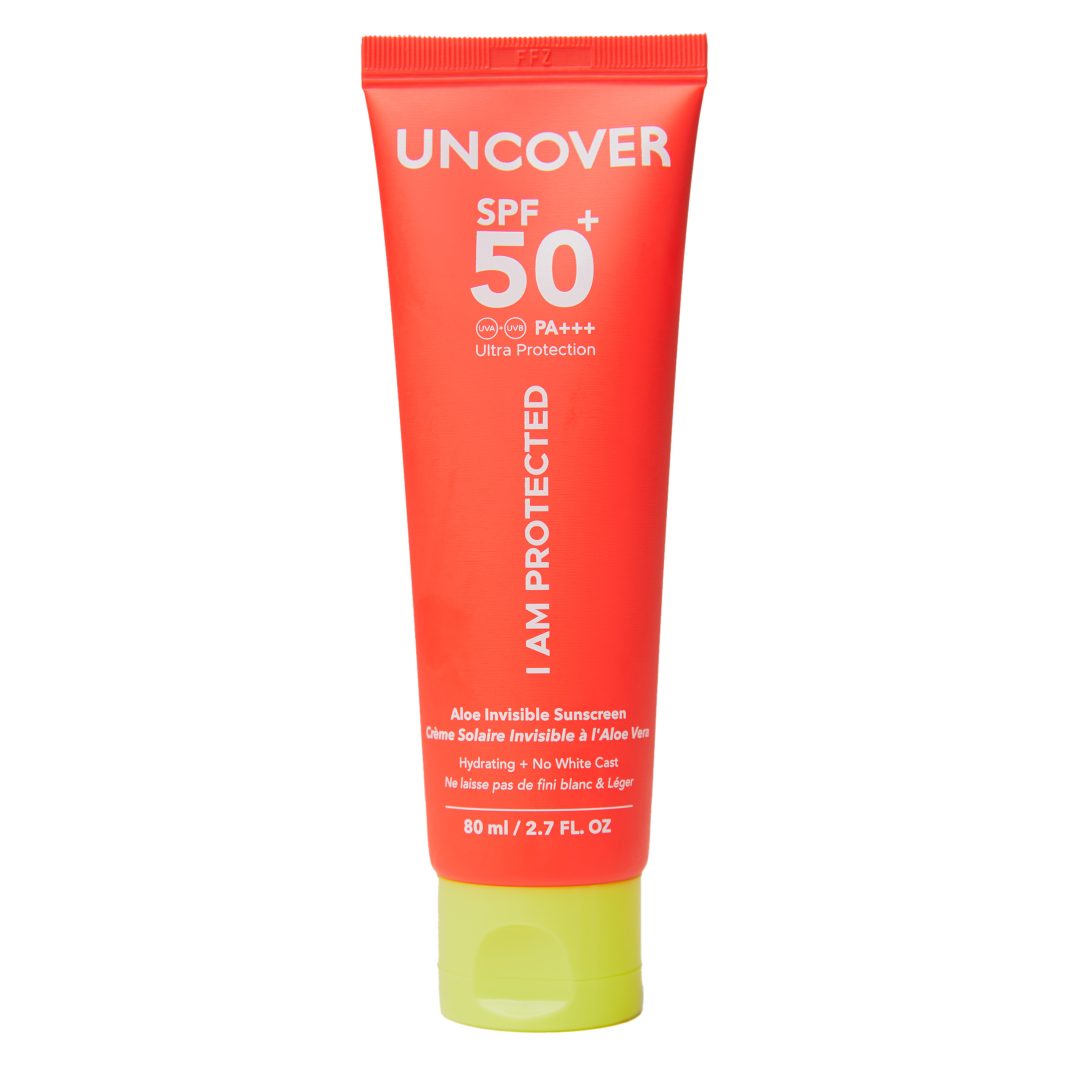 FFZ
UNCOVER
SPF
50+
UVA + UVB PA+++
Ultra Protection
I AM PROTECTED
Aloe Invisible Sunscreen
Crème Solaire Invisible à l'Aloe Vera
Hydrating + No White Cast
Ne laisse pas de fini blanc & Léger
80 ml / 2.7 FL. OZ